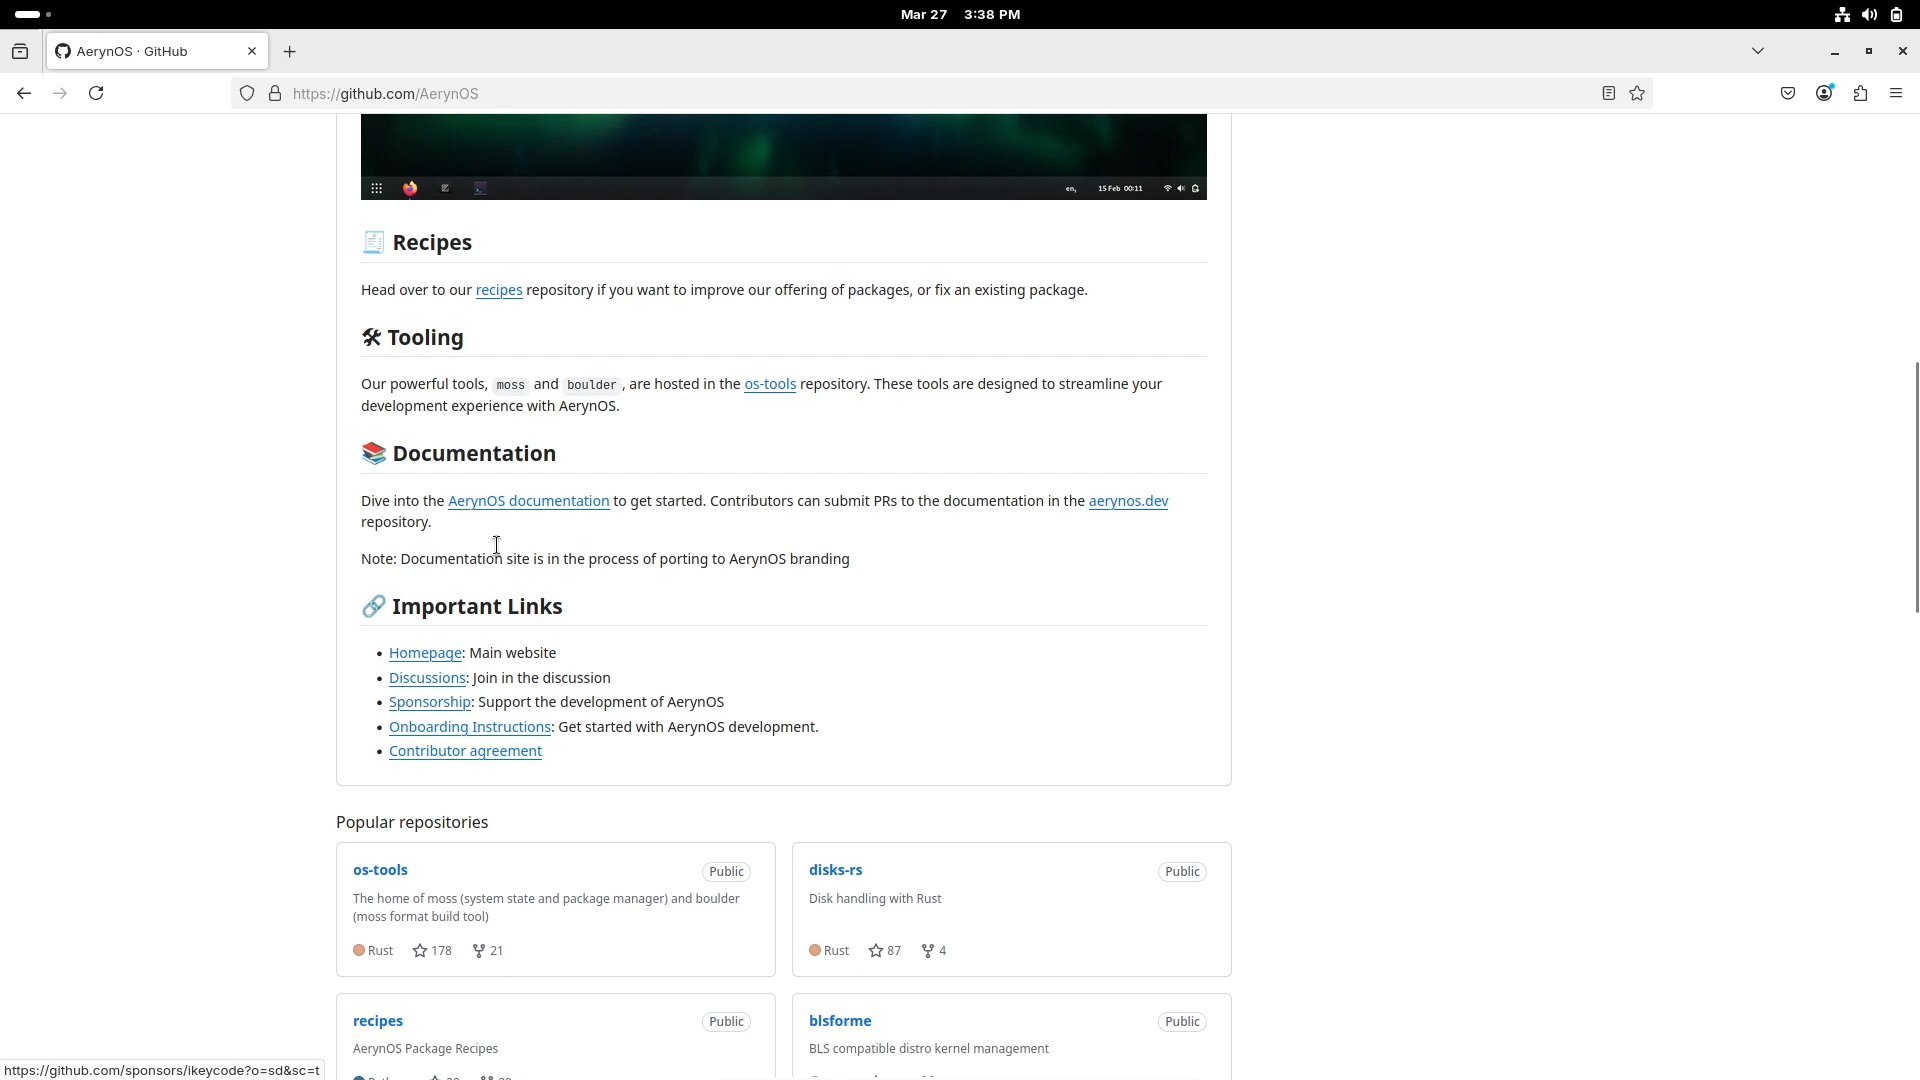 Mar 27 3:38 PM
AerynOS · GitHub
https://github.com/AerynOS
en, 15 Feb 00:11
Recipes
Head over to our recipes repository if you want to improve our offering of packages, or fix an existing package.
Tooling
Our powerful tools, moss and boulder, are hosted in the os-tools repository. These tools are designed to streamline your
development experience with AerynOS.
Documentation
Dive into the AerynOS documentation to get started. Contributors can submit PRs to the documentation in the aerynos.dev
repository.
Note: Documentation site is in the process of porting to AerynOS branding
Important Links
• Homepage: Main website
• Discussions: Join in the discussion
• Sponsorship: Support the development of AerynOS
• Onboarding Instructions: Get started with AerynOS development.
• Contributor agreement
Popular repositories
os-tools Public
The home of moss (system state and package manager) and boulder
(moss format build tool)
Rust 178 21
disks-rs Public
Disk handling with Rust
Rust 87 4
recipes Public
AerynOS Package Recipes
blsforme Public
BLS compatible distro kernel management
https://github.com/sponsors/ikeycode?o=sd&sc=t